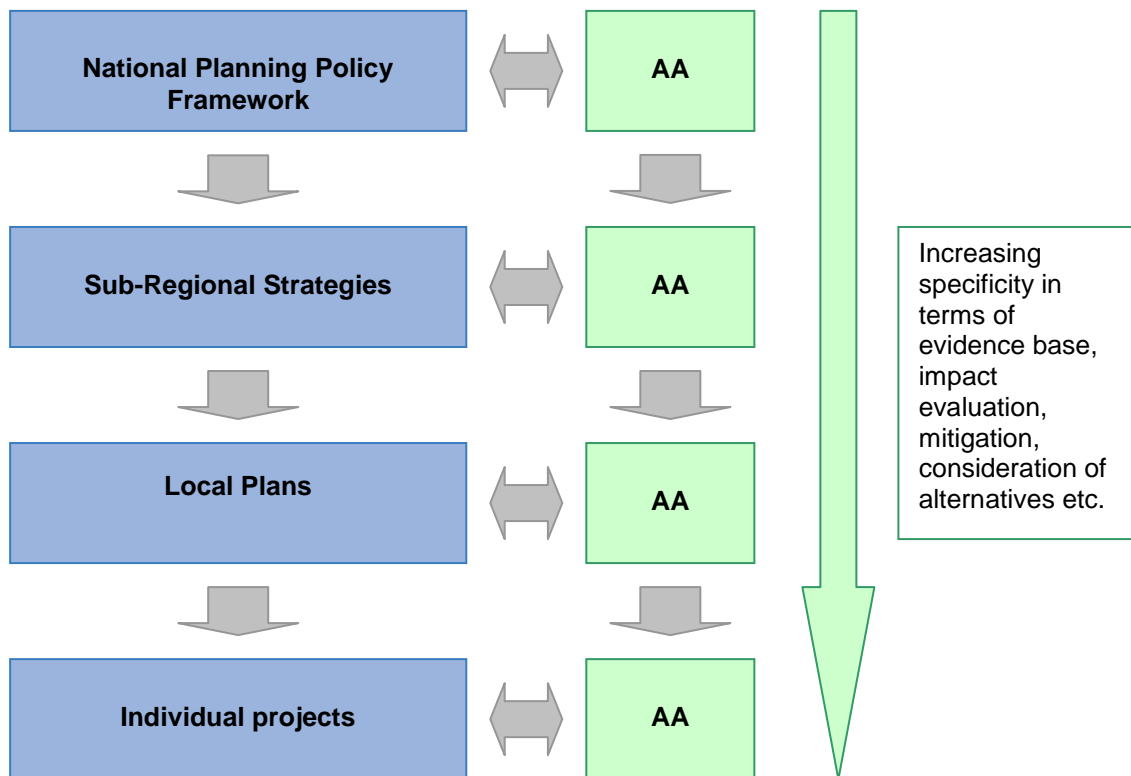 National Planning Policy
Framework
AA
Sub-Regional Strategies
AA
Increasing
specificity in
terms of
evidence base,
impact
evaluation,
mitigation,
consideration of
alternatives etc.
Local Plans
AA
Individual projects
AA